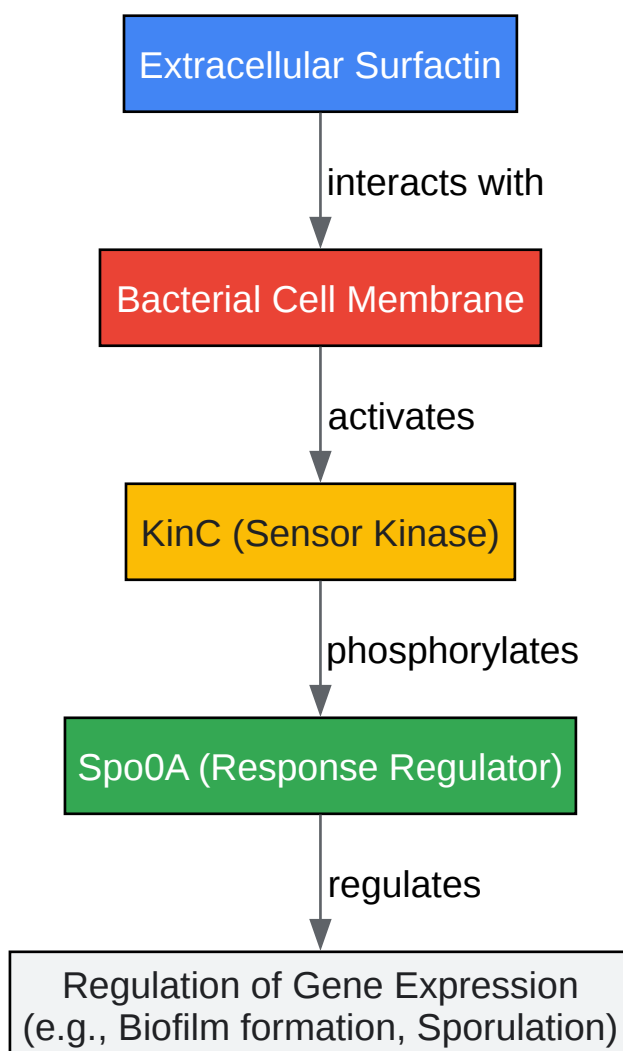 Extracellular Surfactin
interacts with
Bacterial Cell Membrane
activates
KinC (Sensor Kinase)
phosphorylates
Spo0A (Response Regulator)
regulates
Regulation of Gene Expression
(e.g., Biofilm formation, Sporulation)